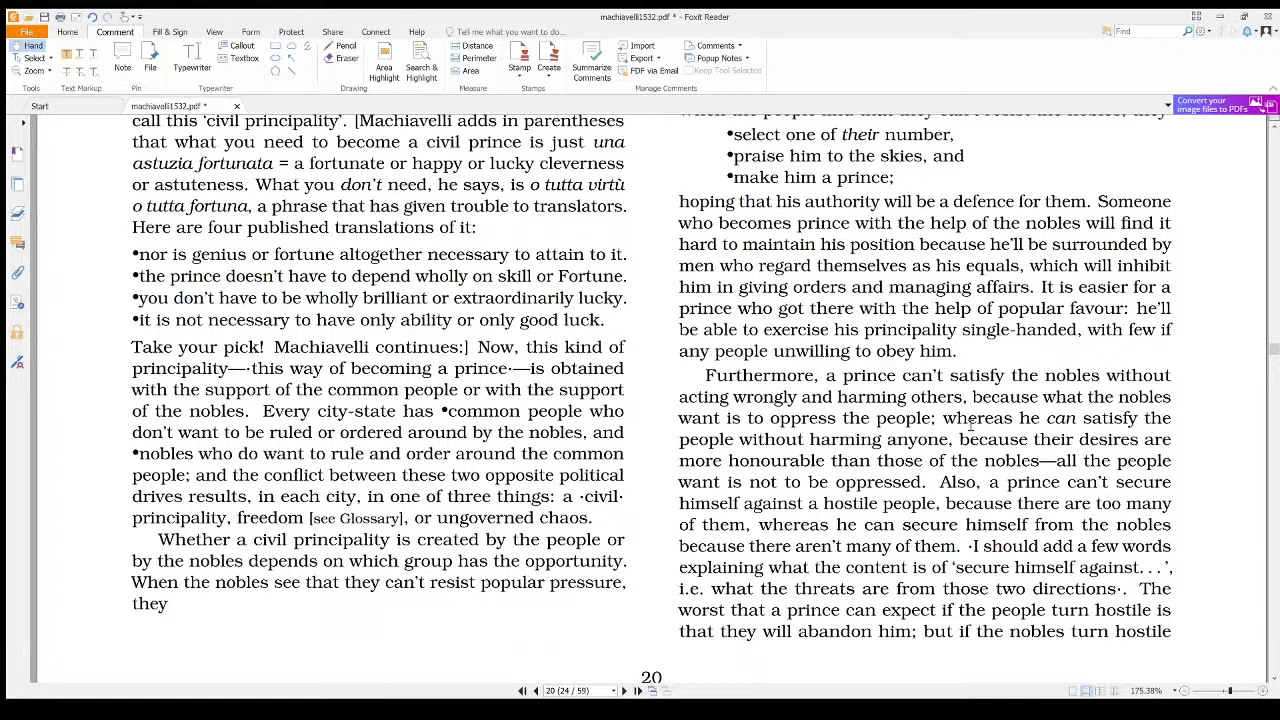 machiavelli1532.pdf * - Foxit Reader
File Home Comment View Form Protect Share Connect Help Tell me what you want to do...
Fill & Sign
Find
Hand
Select
Zoom
Tools
Text Markup
Note
File
Typewriter
Callout
Textbox
Typewriter
Pencil
Eraser
Drawing
Area Highlight
Search & Highlight
Distance
Perimeter
Area
Measure
Stamp
Create
Stamps
Summarize Comments
Import
Export
FDF via Email
Comments
Popup Notes
Keep Tool Selected
Manage Comments
Start
machiavelli1532.pdf *
Convert your
image files to PDFs
call this ‘civil principality’. [Machiavelli adds in parentheses
that what you need to become a civil prince is just una
astuzia fortunata = a fortunate or happy or lucky cleverness
or astuteness. What you don’t need, he says, is o tutta virtù
o tutta fortuna, a phrase that has given trouble to translators.
Here are four published translations of it:
•nor is genius or fortune altogether necessary to attain to it.
•the prince doesn’t have to depend wholly on skill or Fortune.
•you don’t have to be wholly brilliant or extraordinarily lucky.
•it is not necessary to have only ability or only good luck.
Take your pick! Machiavelli continues:] Now, this kind of
principality—·this way of becoming a prince·—is obtained
with the support of the common people or with the support
of the nobles. Every city-state has •common people who
don’t want to be ruled or ordered around by the nobles, and
•nobles who do want to rule and order around the common
people; and the conflict between these two opposite political
drives results, in each city, in one of three things: a ·civil·
principality, freedom [see Glossary], or ungoverned chaos.
Whether a civil principality is created by the people or
by the nobles depends on which group has the opportunity.
When the nobles see that they can’t resist popular pressure,
they
when the people find that they can’t resist the nobles, they
•select one of their number,
•praise him to the skies, and
•make him a prince;
hoping that his authority will be a defence for them. Someone
who becomes prince with the help of the nobles will find it
hard to maintain his position because he’ll be surrounded by
men who regard themselves as his equals, which will inhibit
him in giving orders and managing affairs. It is easier for a
prince who got there with the help of popular favour: he’ll
be able to exercise his principality single-handed, with few if
any people unwilling to obey him.
Furthermore, a prince can’t satisfy the nobles without
acting wrongly and harming others, because what the nobles
want is to oppress the people; whereas he can satisfy the
people without harming anyone, because their desires are
more honourable than those of the nobles—all the people
want is not to be oppressed. Also, a prince can’t secure
himself against a hostile people, because there are too many
of them, whereas he can secure himself from the nobles
because there aren’t many of them. ·I should add a few words
explaining what the content is of ‘secure himself against. . . ’,
i.e. what the threats are from those two directions·. The
worst that a prince can expect if the people turn hostile is
that they will abandon him; but if the nobles turn hostile
20
20 (24 / 59)
175.38%